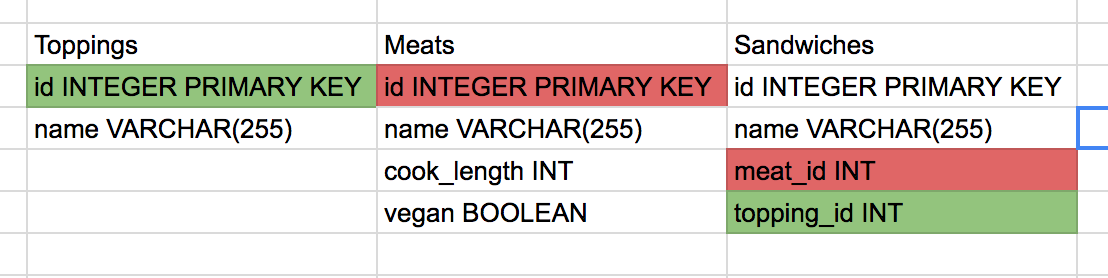 Toppings Meats Sandwiches
id INTEGER PRIMARY KEY id INTEGER PRIMARY KEY id INTEGER PRIMARY KEY
name VARCHAR(255) name VARCHAR(255) name VARCHAR(255)
cook_length INT meat_id INT
vegan BOOLEAN topping_id INT